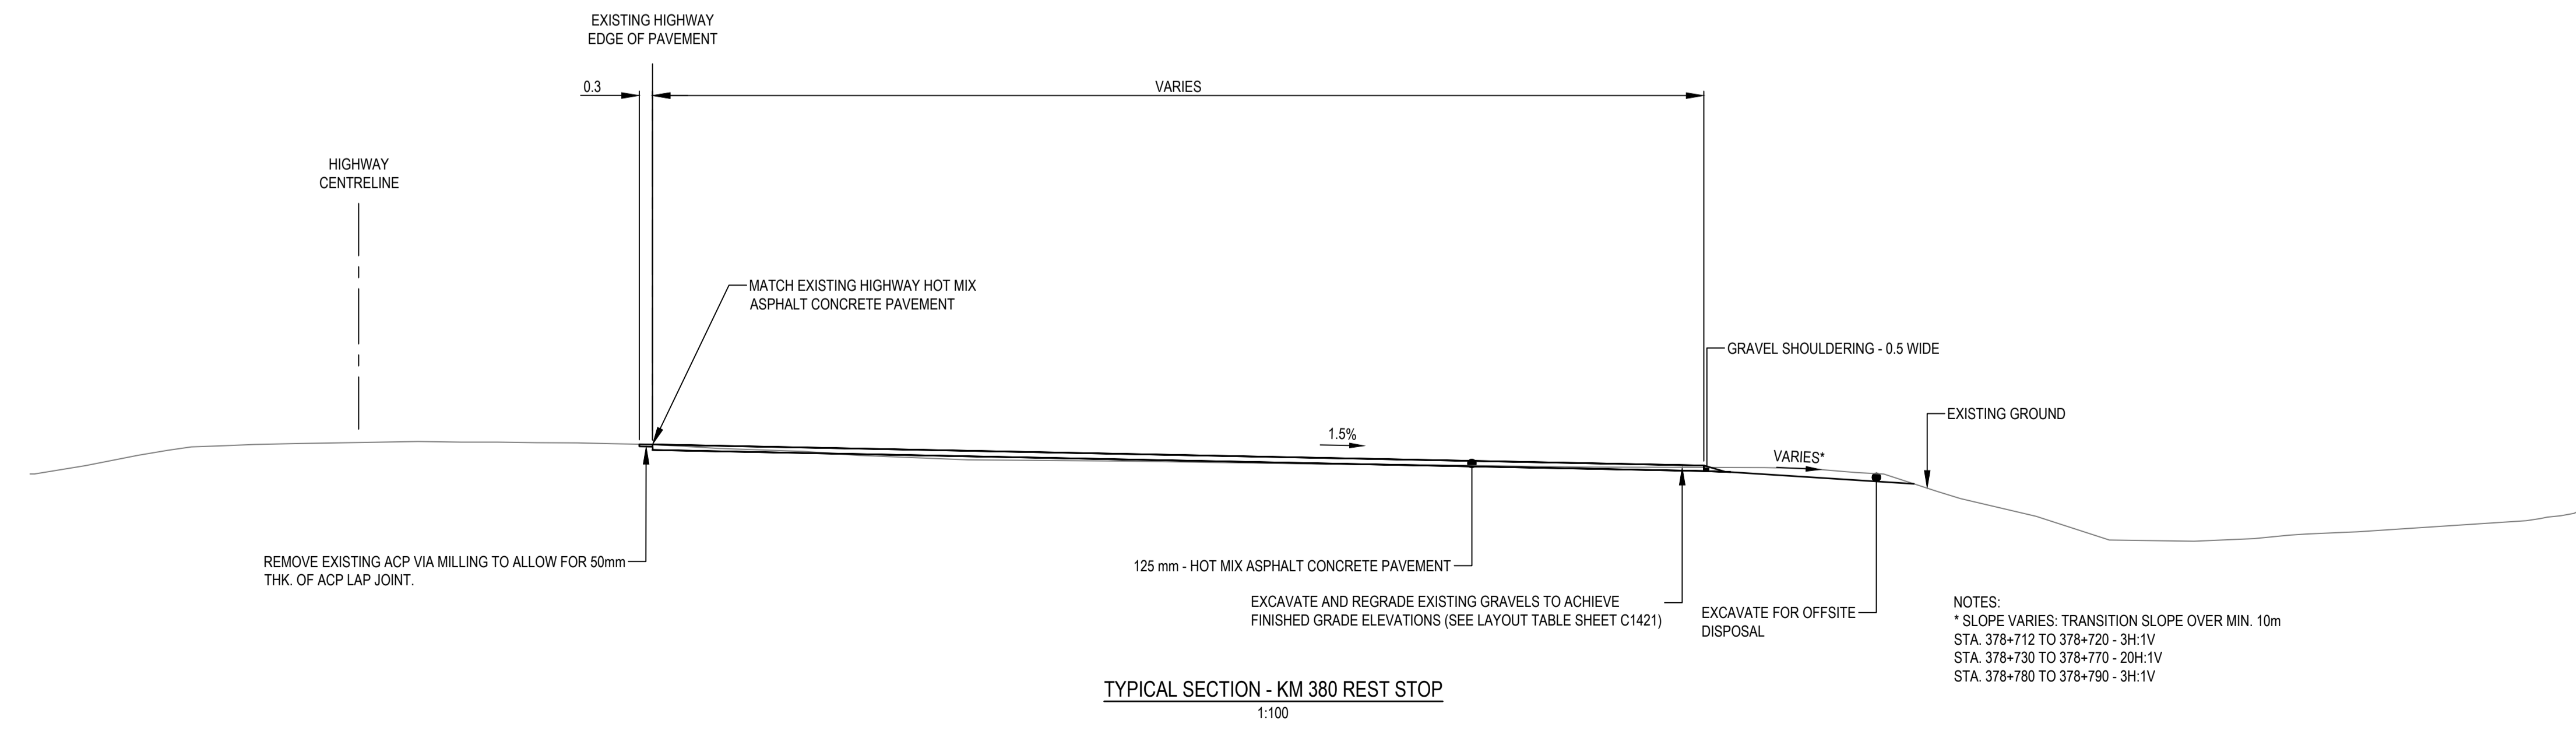 EXISTING HIGHWAY
EDGE OF PAVEMENT
0.3
VARIES
HIGHWAY
CENTRELINE
MATCH EXISTING HIGHWAY HOT MIX
ASPHALT CONCRETE PAVEMENT
GRAVEL SHOULDERING - 0.5 WIDE
EXISTING GROUND
1.5%
VARIES*
REMOVE EXISTING ACP VIA MILLING TO ALLOW FOR 50mm
THK. OF ACP LAP JOINT.
125 mm - HOT MIX ASPHALT CONCRETE PAVEMENT
EXCAVATE AND REGRADE EXISTING GRAVELS TO ACHIEVE
FINISHED GRADE ELEVATIONS (SEE LAYOUT TABLE SHEET C1421)
EXCAVATE FOR OFFSITE
DISPOSAL
NOTES:
* SLOPE VARIES: TRANSITION SLOPE OVER MIN. 10m
STA. 378+712 TO 378+720 - 3H:1V
STA. 378+730 TO 378+770 - 20H:1V
STA. 378+780 TO 378+790 - 3H:1V
TYPICAL SECTION - KM 380 REST STOP
1:100